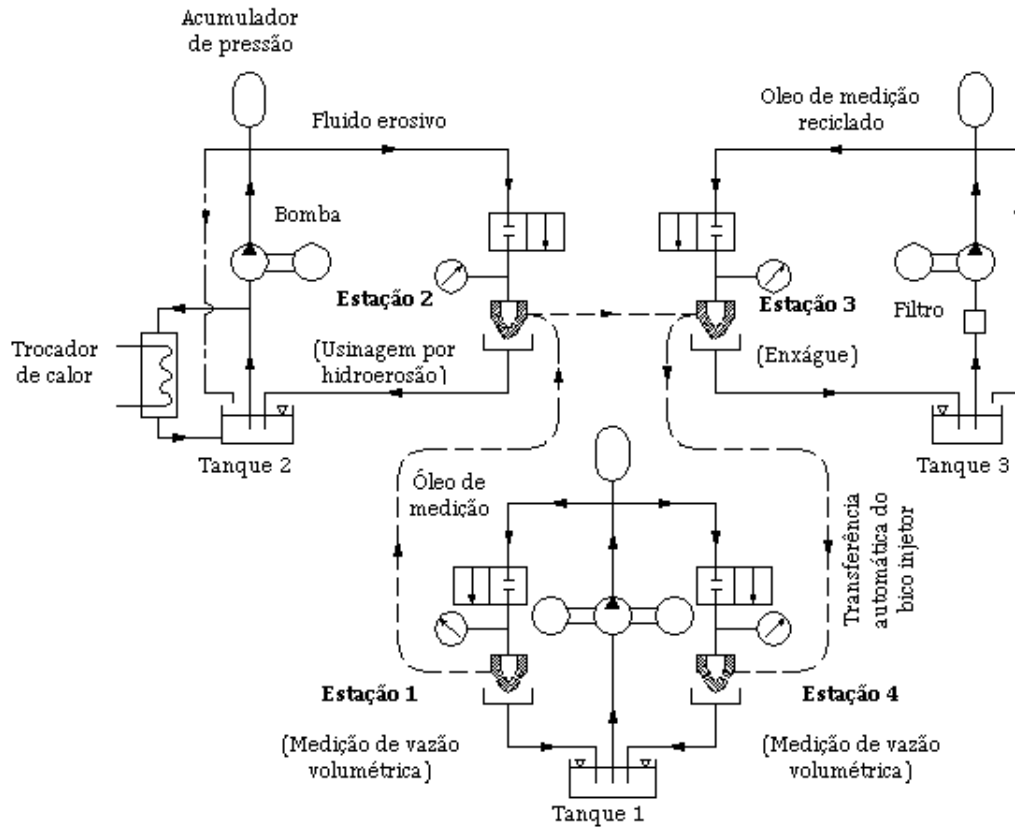 Acumulador
de pressão
Fluido erosivo
Oleo de medição
reciclado
Bomba
Estação 2
Estação 3
Filtro
Trocador
de calor
(Usinagem por
hidroerosão)
(Enxágue)
Tanque 2
Tanque 3
Óleo de
medição
Transferência
automática do
bico injetor
Estação 1
Estação 4
(Medição de vazão
volumétrica)
(Medição de vazão
volumétrica)
Tanque 1